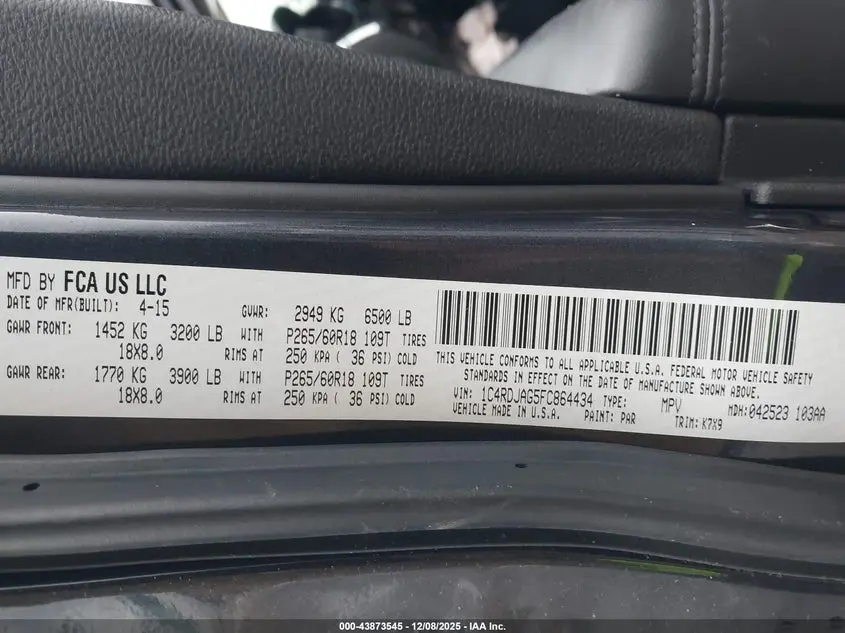 MFD BY FCA US LLC
DATE OF MFR(BUILT): 4-15 GVWR: 2949 KG 6500 LB
GAWR FRONT: 1452 KG 3200 LB WITH P265/60R18 109T TIRES
18X8.0 RIMS AT 250 KPA ( 36 PSI) COLD
GAWR REAR: 1770 KG 3900 LB WITH P265/60R18 109T TIRES
18X8.0 RIMS AT 250 KPA ( 36 PSI) COLD
THIS VEHICLE CONFORMS TO ALL APPLICABLE U.S.A. FEDERAL MOTOR VEHICLE SAFETY
STANDARDS IN EFFECT ON THE DATE OF MANUFACTURE SHOWN ABOVE.
VIN: 1C4RDJAG5FC864434 TYPE: MPV MDH:042523 103AA
VEHICLE MADE IN U.S.A. PAINT: PAR TRIM: K7X9
000-43873545 - 12/08/2025 - IAA Inc.